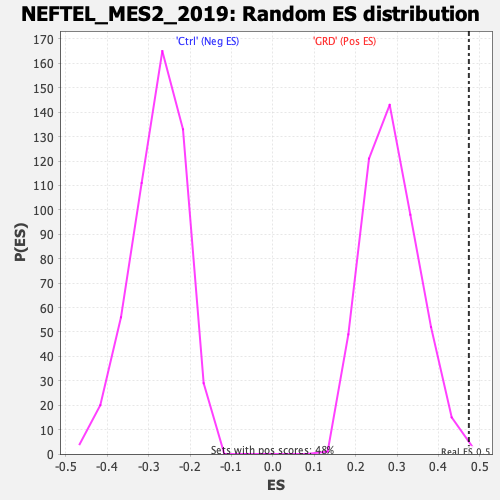 NEFTEL_MES2_2019: Random ES distribution
'Ctrl' (Neg ES) 'GRD' (Pos ES)
170
160
150
140
130
120
110
100
90
80
70
60
50
40
30
20
10
0
P(ES)
Sets with pos scores: 48%
Real ES 0.5
-0.5 -0.4 -0.3 -0.2 -0.1 0.0 0.1 0.2 0.3 0.4 0.5
ES